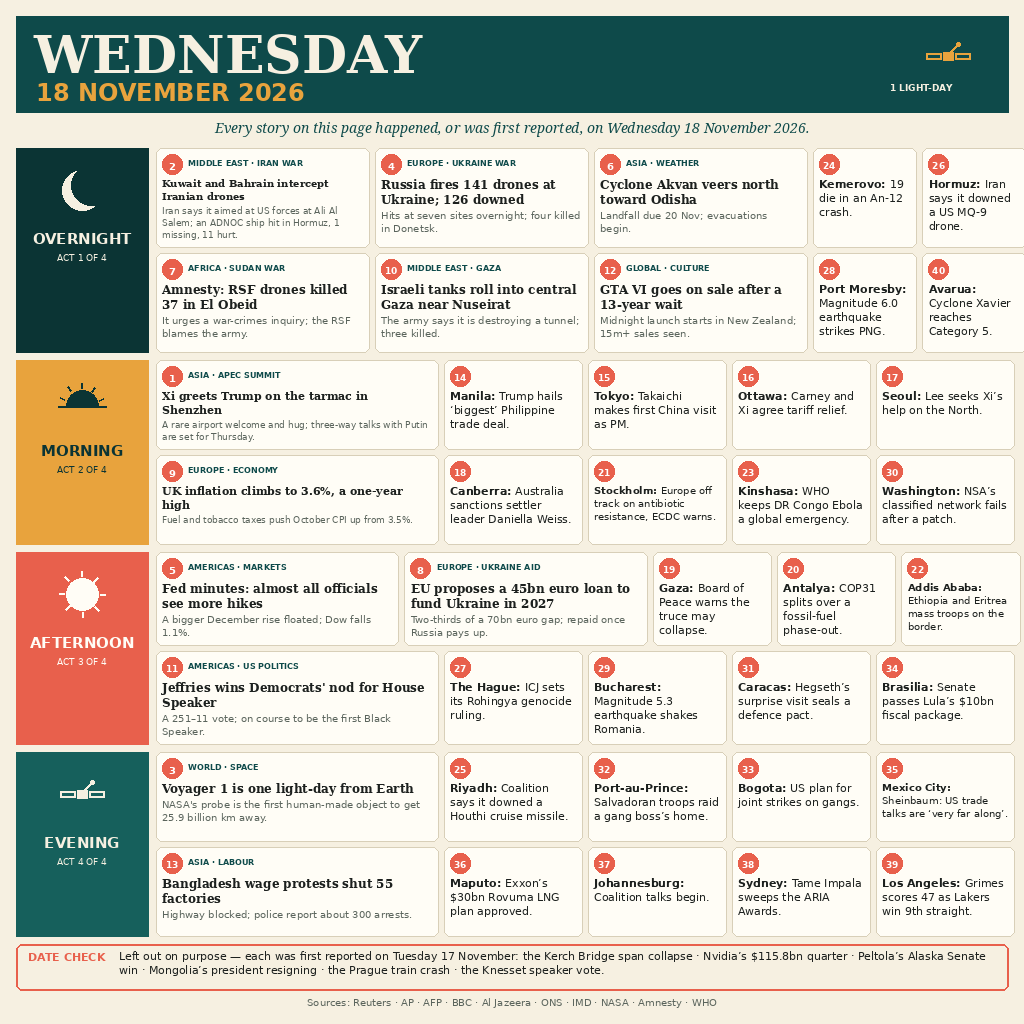 WEDNESDAY
18 NOVEMBER 2026
1 LIGHT-DAY
Every story on this page happened, or was first reported, on Wednesday 18 November 2026.
OVERNIGHT
ACT 1 OF 4
2 MIDDLE EAST · IRAN WAR
Kuwait and Bahrain intercept
Iranian drones
Iran says it aimed at US forces at Ali Al
Salem; an ADNOC ship hit in Hormuz, 1
missing, 11 hurt.
4 EUROPE · UKRAINE WAR
Russia fires 141 drones at
Ukraine; 126 downed
Hits at seven sites overnight; four killed
in Donetsk.
6 ASIA · WEATHER
Cyclone Akvan veers north
toward Odisha
Landfall due 20 Nov; evacuations
begin.
24
Kemerovo: 19
die in an An-12
crash.
26
Hormuz: Iran
says it downed
a US MQ-9
drone.
7 AFRICA · SUDAN WAR
Amnesty: RSF drones killed
37 in El Obeid
It urges a war-crimes inquiry; the RSF
blames the army.
10 MIDDLE EAST · GAZA
Israeli tanks roll into central
Gaza near Nuseirat
The army says it is destroying a tunnel;
three killed.
12 GLOBAL · CULTURE
GTA VI goes on sale after a
13-year wait
Midnight launch starts in New Zealand;
15m+ sales seen.
28
Port Moresby:
Magnitude 6.0
earthquake
strikes PNG.
40
Avarua:
Cyclone Xavier
reaches
Category 5.
MORNING
ACT 2 OF 4
1 ASIA · APEC SUMMIT
Xi greets Trump on the tarmac in
Shenzhen
A rare airport welcome and hug; three-way talks with Putin
are set for Thursday.
14
Manila: Trump hails
‘biggest’ Philippine
trade deal.
15
Tokyo: Takaichi
makes first China visit
as PM.
16
Ottawa: Carney and
Xi agree tariff relief.
17
Seoul: Lee seeks Xi’s
help on the North.
9 EUROPE · ECONOMY
UK inflation climbs to 3.6%, a one-year
high
Fuel and tobacco taxes push October CPI up from 3.5%.
18
Canberra: Australia
sanctions settler
leader Daniella Weiss.
21
Stockholm: Europe off
track on antibiotic
resistance, ECDC warns.
23
Kinshasa: WHO
keeps DR Congo Ebola
a global emergency.
30
Washington: NSA’s
classified network fails
after a patch.
AFTERNOON
ACT 3 OF 4
5 AMERICAS · MARKETS
Fed minutes: almost all officials
see more hikes
A bigger December rise floated; Dow falls
1.1%.
8 EUROPE · UKRAINE AID
EU proposes a 45bn euro loan to
fund Ukraine in 2027
Two-thirds of a 70bn euro gap; repaid once
Russia pays up.
19
Gaza: Board of
Peace warns the
truce may
collapse.
20
Antalya: COP31
splits over a
fossil-fuel
phase-out.
22
Addis Ababa:
Ethiopia and Eritrea
mass troops on the
border.
11 AMERICAS · US POLITICS
Jeffries wins Democrats' nod for House
Speaker
A 251–11 vote; on course to be the first Black
Speaker.
27
The Hague: ICJ sets
its Rohingya genocide
ruling.
29
Bucharest:
Magnitude 5.3
earthquake shakes
Romania.
31
Caracas: Hegseth’s
surprise visit seals a
defence pact.
34
Brasilia: Senate
passes Lula’s $10bn
fiscal package.
EVENING
ACT 4 OF 4
3 WORLD · SPACE
Voyager 1 is one light-day from Earth
NASA's probe is the first human-made object to get
25.9 billion km away.
25
Riyadh: Coalition
says it downed a
Houthi cruise missile.
32
Port-au-Prince:
Salvadoran troops raid
a gang boss’s home.
33
Bogota: US plan for
joint strikes on gangs.
35
Mexico City:
Sheinbaum: US trade
talks are ‘very far along’.
13 ASIA · LABOUR
Bangladesh wage protests shut 55
factories
Highway blocked; police report about 300 arrests.
36
Maputo: Exxon’s
$30bn Rovuma LNG
plan approved.
37
Johannesburg:
Coalition talks begin.
38
Sydney: Tame Impala
sweeps the ARIA
Awards.
39
Los Angeles: Grimes
scores 47 as Lakers
win 9th straight.
DATE CHECK Left out on purpose — each was first reported on Tuesday 17 November: the Kerch Bridge span collapse · Nvidia’s $115.8bn quarter · Peltola’s Alaska Senate
win · Mongolia’s president resigning · the Prague train crash · the Knesset speaker vote.
Sources: Reuters · AP · AFP · BBC · Al Jazeera · ONS · IMD · NASA · Amnesty · WHO